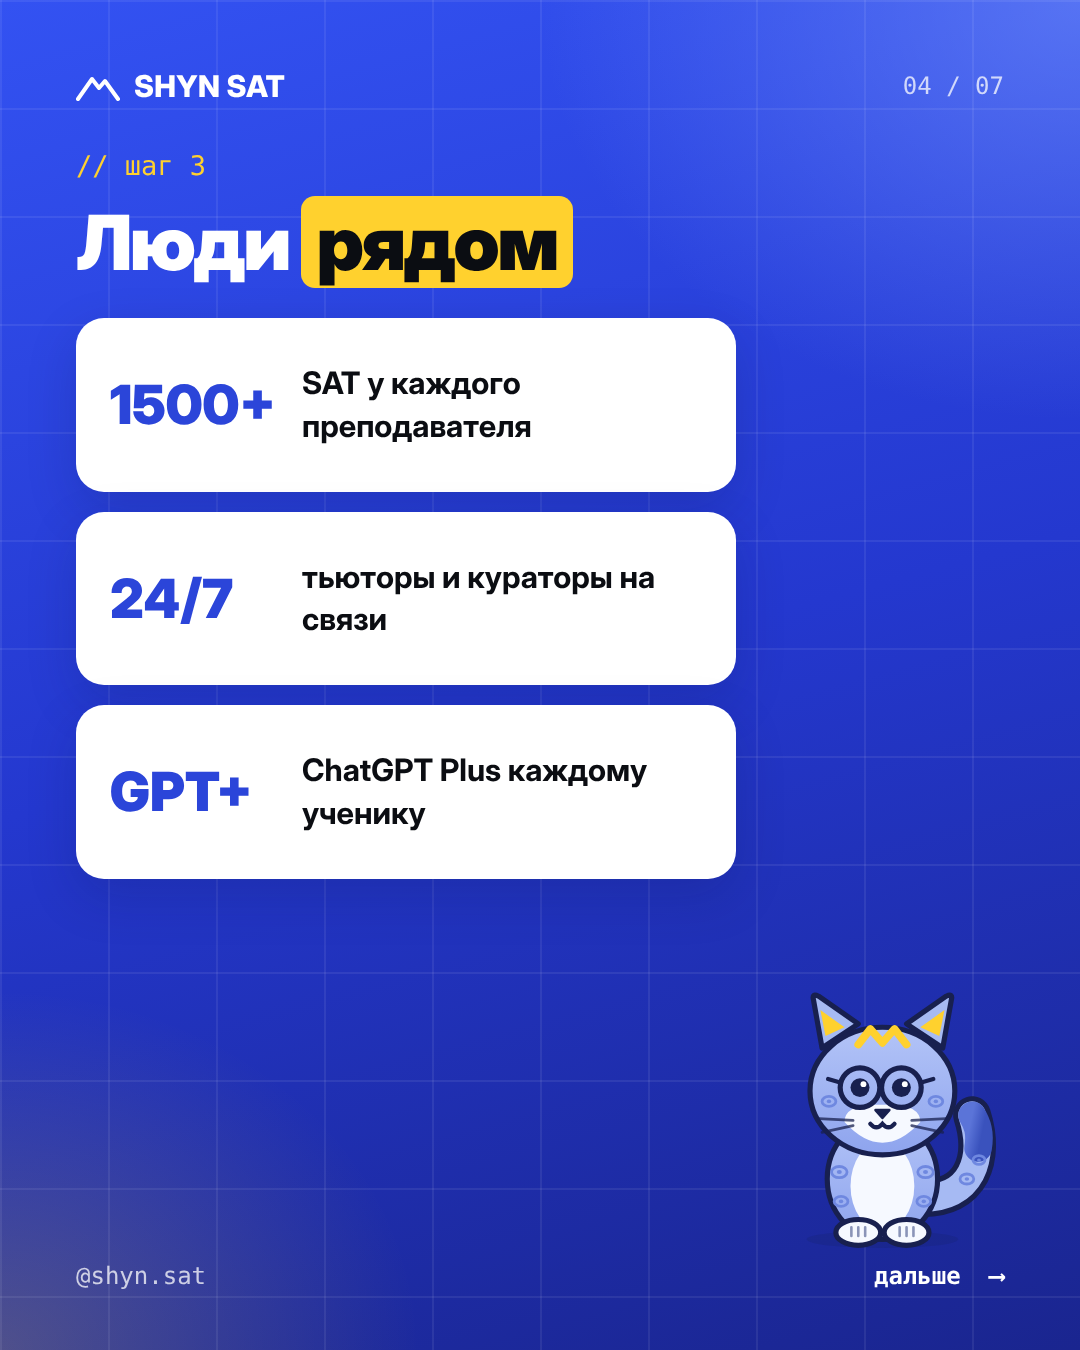 SHYN SAT
04 / 07
// шаг 3
Люди рядом
1500+
SAT у каждого
преподавателя
24/7
тьюторы и кураторы на
связи
GPT+
ChatGPT Plus каждому
ученику
@shyn.sat
дальше →